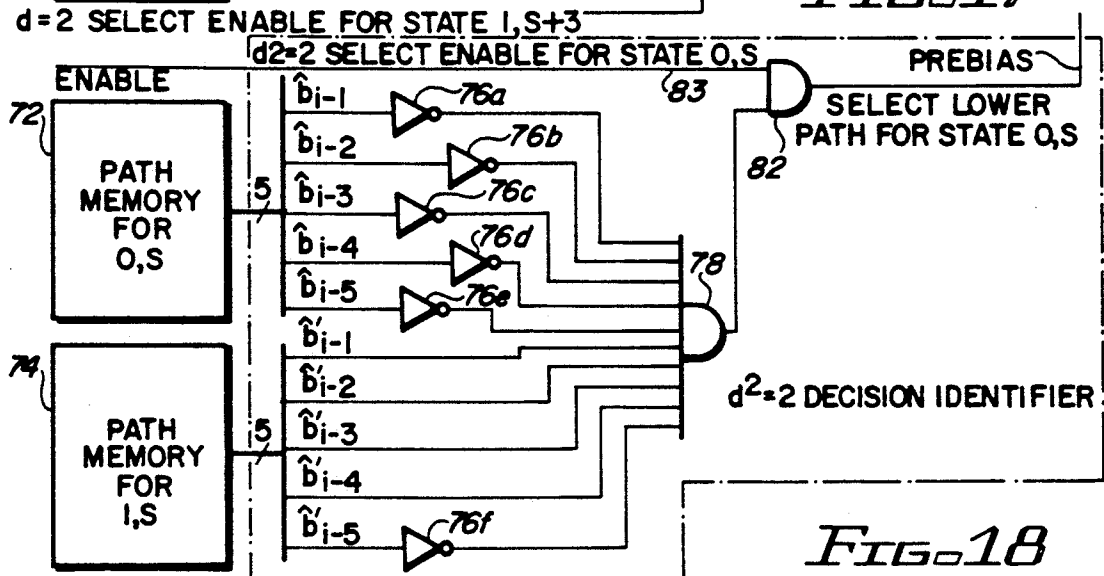 d=2 SELECT ENABLE FOR STATE 1,S+3
d2=2 SELECT ENABLE FOR STATE 0,S
PREBIAS
ENABLE
83
72
b̂i-1
76a
SELECT LOWER
PATH FOR STATE 0,S
82
b̂i-2
76b
PATH
MEMORY
FOR
0,S
5
b̂i-3
76c
b̂i-4
76d
78
b̂i-5
76e
74
b̂'i-1
b̂'i-2
d²=2 DECISION IDENTIFIER
PATH
MEMORY
FOR
1,S
5
b̂'i-3
b̂'i-4
b̂'i-5
76f
FIG.18